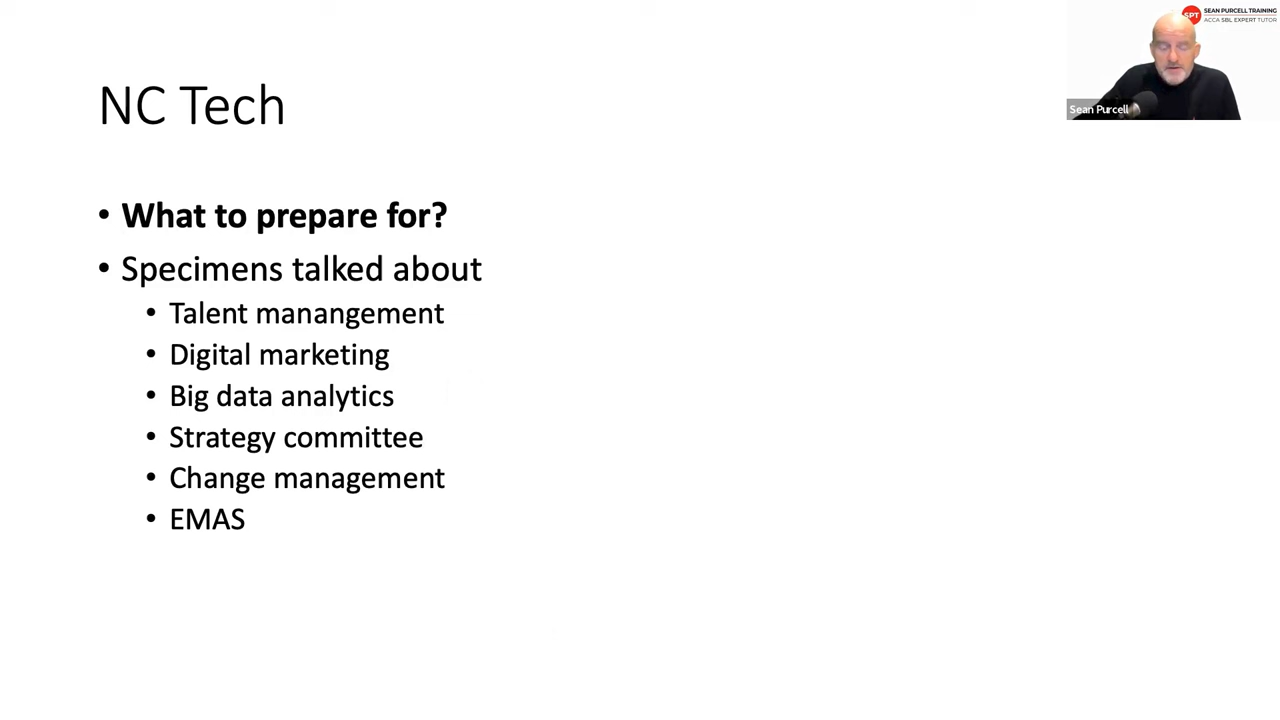 SPT
SEAN PURCELL TRAINING
ACCA SBL EXPERT TUTOR
Sean Purcell
NC Tech
• What to prepare for?
• Specimens talked about
• Talent manangement
• Digital marketing
• Big data analytics
• Strategy committee
• Change management
• EMAS